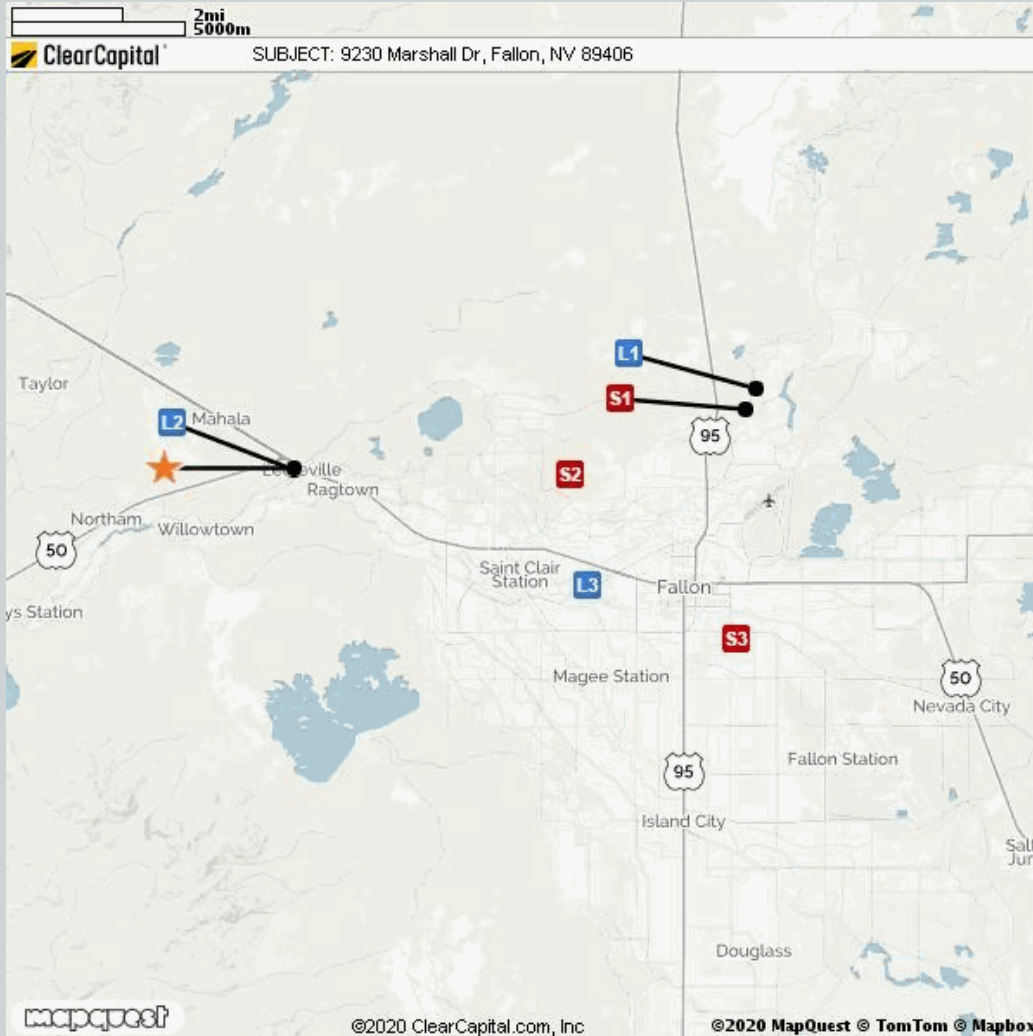 2mi
5000m
ClearCapital
SUBJECT: 9230 Marshall Dr, Fallon, NV 89406
L1
Taylor
S1
L2
Mahala
95
S2
Ragtown
Northam
Willowtown
50
Saint Clair
Station
L3
Fallon
ys Station
S3
Magee Station
50
Nevada City
95
Fallon Station
Island City
Salt
Jun
Douglass
mapquest
©2020 ClearCapital.com, Inc
©2020 MapQuest © TomTom © Mapbox